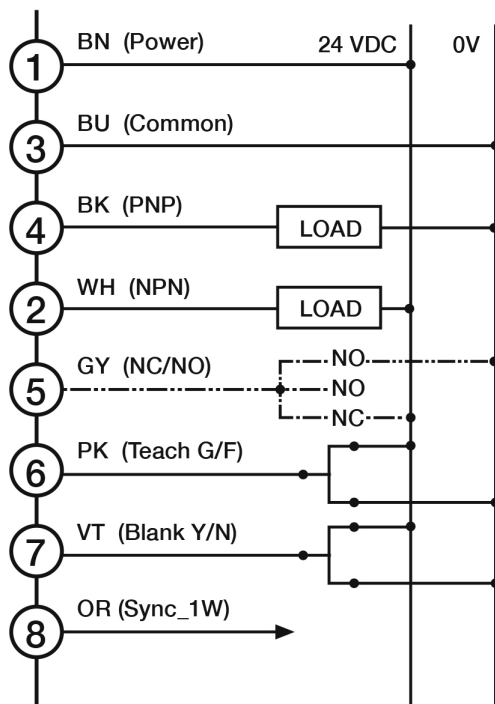 BN (Power) 24 VDC 0V
1
BU (Common)
3
BK (PNP)
4 LOAD
WH (NPN)
2 LOAD
GY (NC/NO) NO
5 NO
NC
PK (Teach G/F)
6
VT (Blank Y/N)
7
OR (Sync_1W)
8